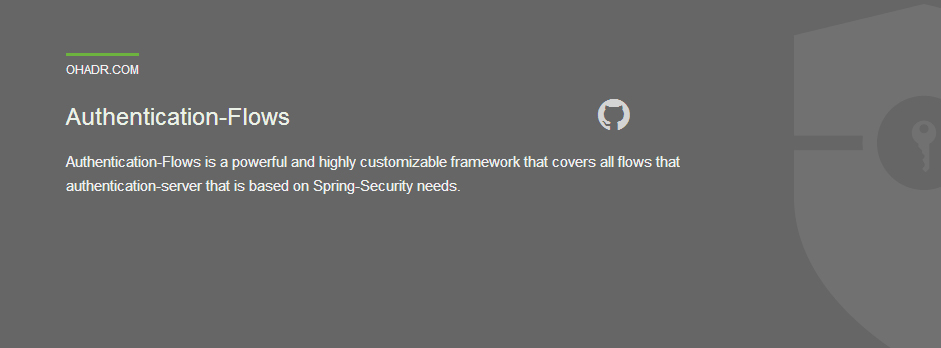 OHADR.COM
Authentication-Flows
Authentication-Flows is a powerful and highly customizable framework that covers all flows that
authentication-server that is based on Spring-Security needs.